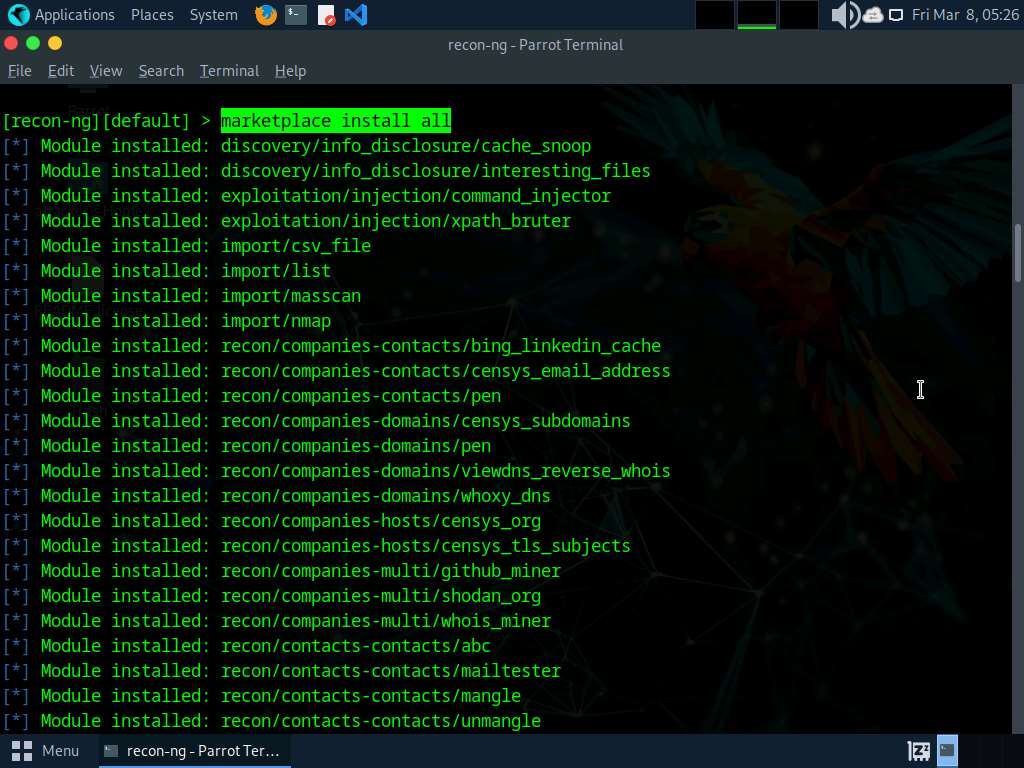 Applications Places System Fri Mar 8, 05:26
recon-ng - Parrot Terminal
File Edit View Search Terminal Help
[recon-ng][default] > marketplace install all
[*] Module installed: discovery/info_disclosure/cache_snoop
[*] Module installed: discovery/info_disclosure/interesting_files
[*] Module installed: exploitation/injection/command_injector
[*] Module installed: exploitation/injection/xpath_bruter
[*] Module installed: import/csv_file
[*] Module installed: import/list
[*] Module installed: import/masscan
[*] Module installed: import/nmap
[*] Module installed: recon/companies-contacts/bing_linkedin_cache
[*] Module installed: recon/companies-contacts/censys_email_address
[*] Module installed: recon/companies-contacts/pen
[*] Module installed: recon/companies-domains/censys_subdomains
[*] Module installed: recon/companies-domains/pen
[*] Module installed: recon/companies-domains/viewdns_reverse_whois
[*] Module installed: recon/companies-domains/whoxy_dns
[*] Module installed: recon/companies-hosts/censys_org
[*] Module installed: recon/companies-hosts/censys_tls_subjects
[*] Module installed: recon/companies-multi/github_miner
[*] Module installed: recon/companies-multi/shodan_org
[*] Module installed: recon/companies-multi/whois_miner
[*] Module installed: recon/contacts-contacts/abc
[*] Module installed: recon/contacts-contacts/mailtester
[*] Module installed: recon/contacts-contacts/mangle
[*] Module installed: recon/contacts-contacts/unmangle
Menu recon-ng - Parrot Ter...